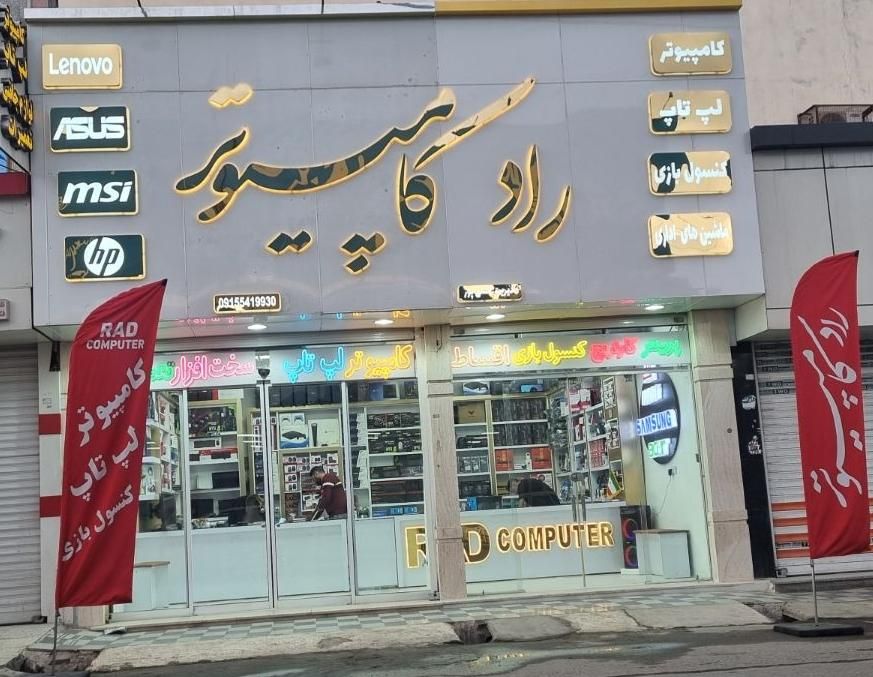 Lenovo
ASUS
msi
hp
راد کامپیوتر
کامپیوتر
لپ تاپ
کنسول بازی
ماشین های اداری
09155419930
سخت افزار
لپ تاپ
کامپیوتر
اقساط
کنسول بازی
پرینتر
SAMSUNG
RAD COMPUTER
RAD
COMPUTER
کامپیوتر
لپ تاپ
کنسول بازی
راد کامپیوتر